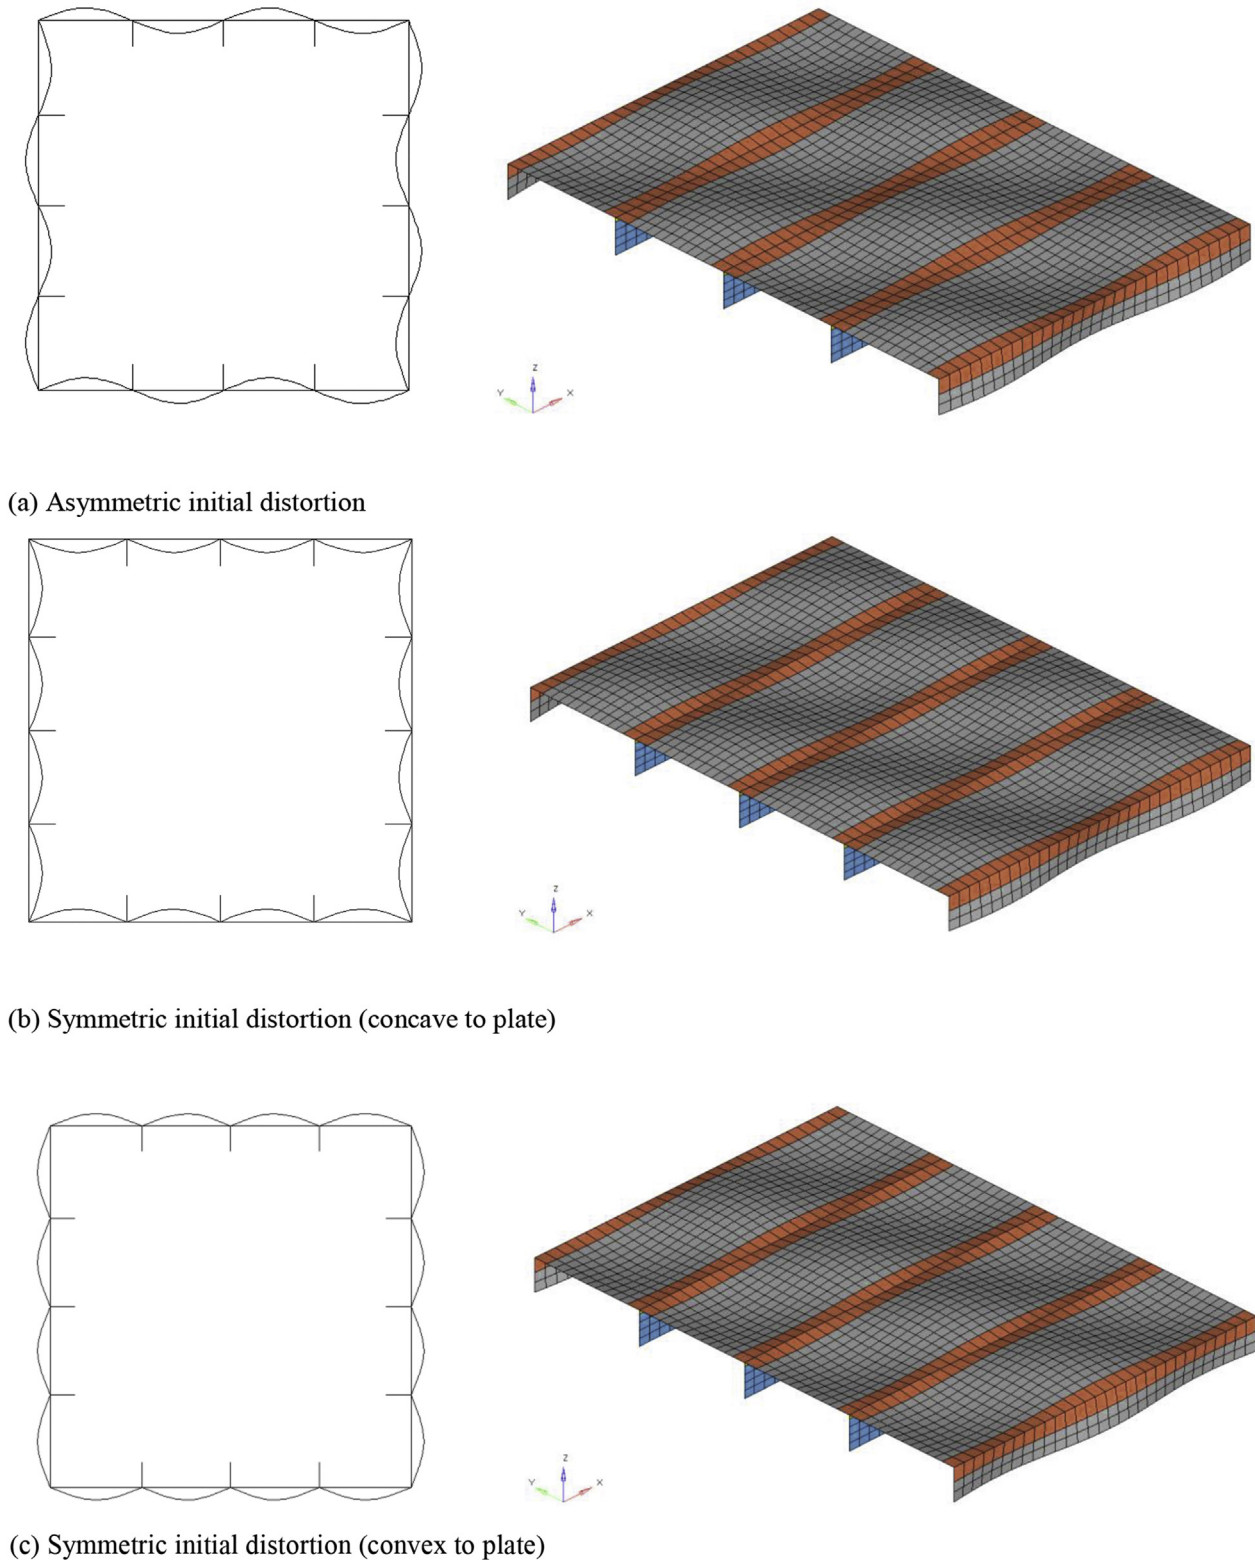 Z
Y
X
(a) Asymmetric initial distortion
Z
Y
X
(b) Symmetric initial distortion (concave to plate)
Z
Y
X
(c) Symmetric initial distortion (convex to plate)